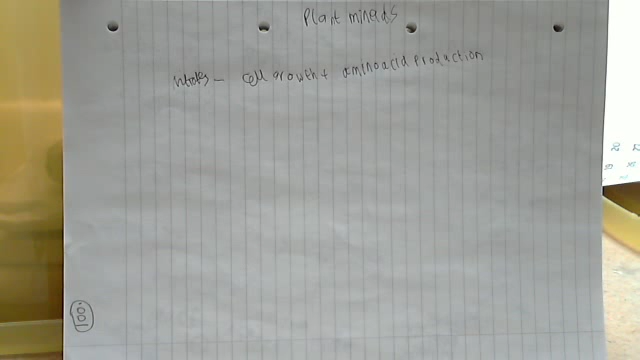 Plant minerals
Nitrates - cell growth + amino acid production